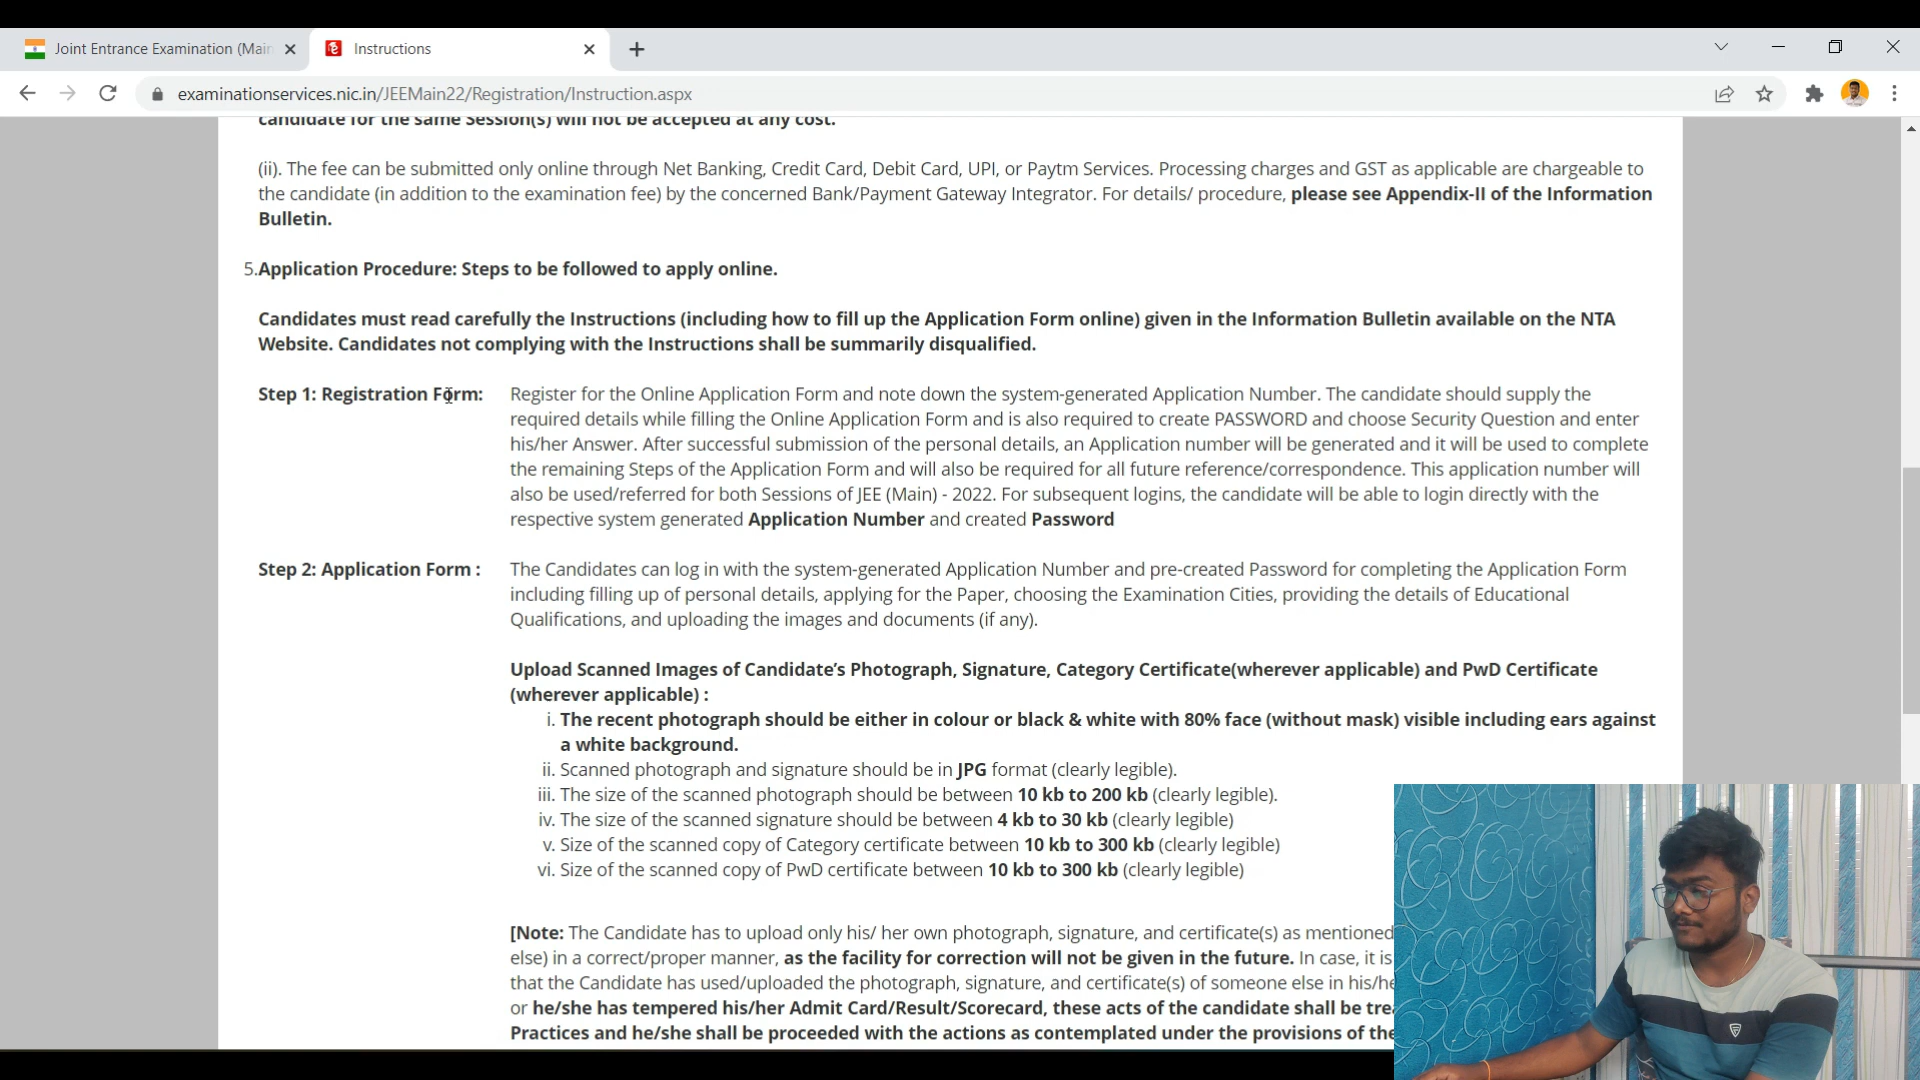 Joint Entrance Examination (Main
Instructions
examinationservices.nic.in/JEEMain22/Registration/Instruction.aspx
candidate for the same Session(s) will not be accepted at any cost.
(ii). The fee can be submitted only online through Net Banking, Credit Card, Debit Card, UPI, or Paytm Services. Processing charges and GST as applicable are chargeable to
the candidate (in addition to the examination fee) by the concerned Bank/Payment Gateway Integrator. For details/ procedure, please see Appendix-II of the Information
Bulletin.
5.Application Procedure: Steps to be followed to apply online.
Candidates must read carefully the Instructions (including how to fill up the Application Form online) given in the Information Bulletin available on the NTA
Website. Candidates not complying with the Instructions shall be summarily disqualified.
Step 1: Registration Form:
Register for the Online Application Form and note down the system-generated Application Number. The candidate should supply the
required details while filling the Online Application Form and is also required to create PASSWORD and choose Security Question and enter
his/her Answer. After successful submission of the personal details, an Application number will be generated and it will be used to complete
the remaining Steps of the Application Form and will also be required for all future reference/correspondence. This application number will
also be used/referred for both Sessions of JEE (Main) - 2022. For subsequent logins, the candidate will be able to login directly with the
respective system generated Application Number and created Password
Step 2: Application Form :
The Candidates can log in with the system-generated Application Number and pre-created Password for completing the Application Form
including filling up of personal details, applying for the Paper, choosing the Examination Cities, providing the details of Educational
Qualifications, and uploading the images and documents (if any).
Upload Scanned Images of Candidate's Photograph, Signature, Category Certificate(wherever applicable) and PwD Certificate
(wherever applicable) :
i. The recent photograph should be either in colour or black & white with 80% face (without mask) visible including ears against
a white background.
ii. Scanned photograph and signature should be in JPG format (clearly legible).
iii. The size of the scanned photograph should be between 10 kb to 200 kb (clearly legible).
iv. The size of the scanned signature should be between 4 kb to 30 kb (clearly legible)
v. Size of the scanned copy of Category certificate between 10 kb to 300 kb (clearly legible)
vi. Size of the scanned copy of PwD certificate between 10 kb to 300 kb (clearly legible)
[Note: The Candidate has to upload only his/ her own photograph, signature, and certificate(s) as mentioned
else) in a correct/proper manner, as the facility for correction will not be given in the future. In case, it is
that the Candidate has used/uploaded the photograph, signature, and certificate(s) of someone else in his/he
or he/she has tempered his/her Admit Card/Result/Scorecard, these acts of the candidate shall be trea
Practices and he/she shall be proceeded with the actions as contemplated under the provisions of the